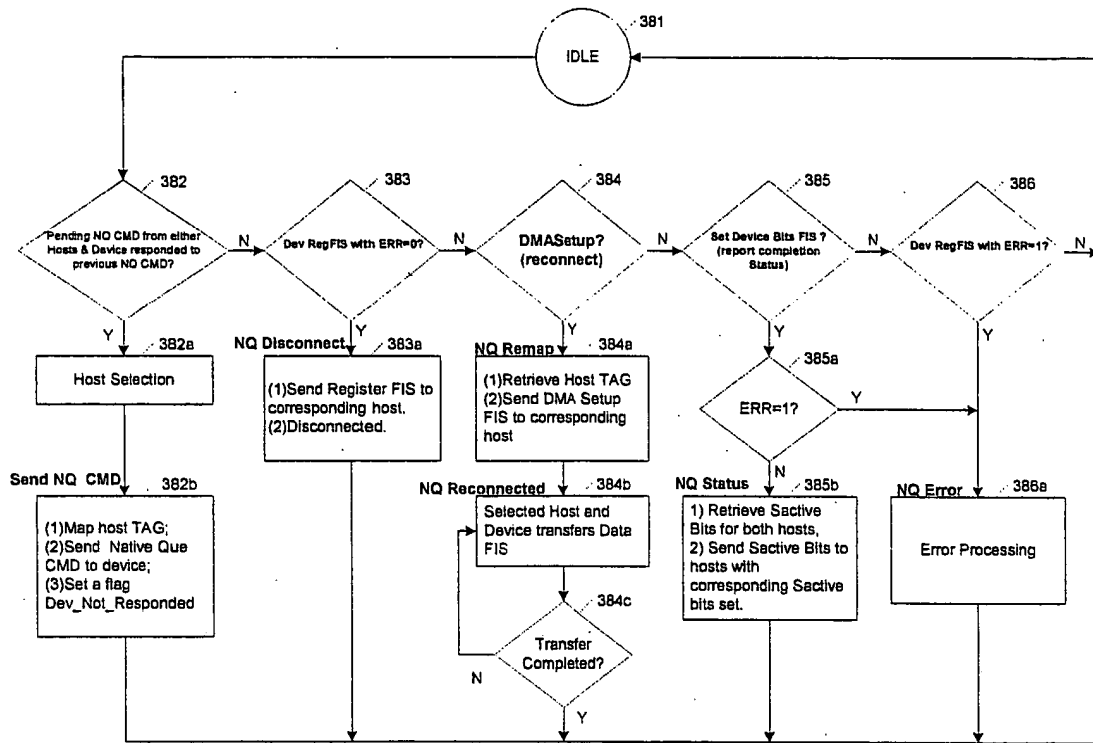 381
IDLE
382
Pending NQ CMD from either
Hosts & Device responded to
previous NQ CMD?
N
Y
383
Dev RegFIS with ERR=0?
N
Y
384
DMASetup?
(reconnect)
N
Y
385
Set Device Bits FIS ?
(report completion
Status)
N
Y
386
Dev RegFIS with ERR=1?
N
Y
382a
Host Selection
NQ Disconnect
383a
(1)Send Register FIS to
corresponding host.
(2)Disconnected.
NQ Remap
384a
(1)Retrieve Host TAG
(2)Send DMA Setup
FIS to corresponding
host
385a
ERR=1?
Y
N
Send NQ CMD
382b
(1)Map host TAG;
(2)Send Native Que
CMD to device;
(3)Set a flag
Dev_Not_Responded
NQ Reconnected
384b
Selected Host and
Device transfers Data
FIS
384c
Transfer
Completed?
N
Y
NQ Status
385b
1) Retrieve Sactive
Bits for both hosts,
2) Send Sactive Bits to
hosts with
corresponding Sactive
bits set.
NQ Error
386a
Error Processing